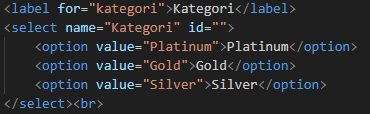 <label for="kategori">Kategori</label>
<select name="Kategori" id="">
    <option value="Platinum">Platinum</option>
    <option value="Gold">Gold</option>
    <option value="Silver">Silver</option>
</select><br>